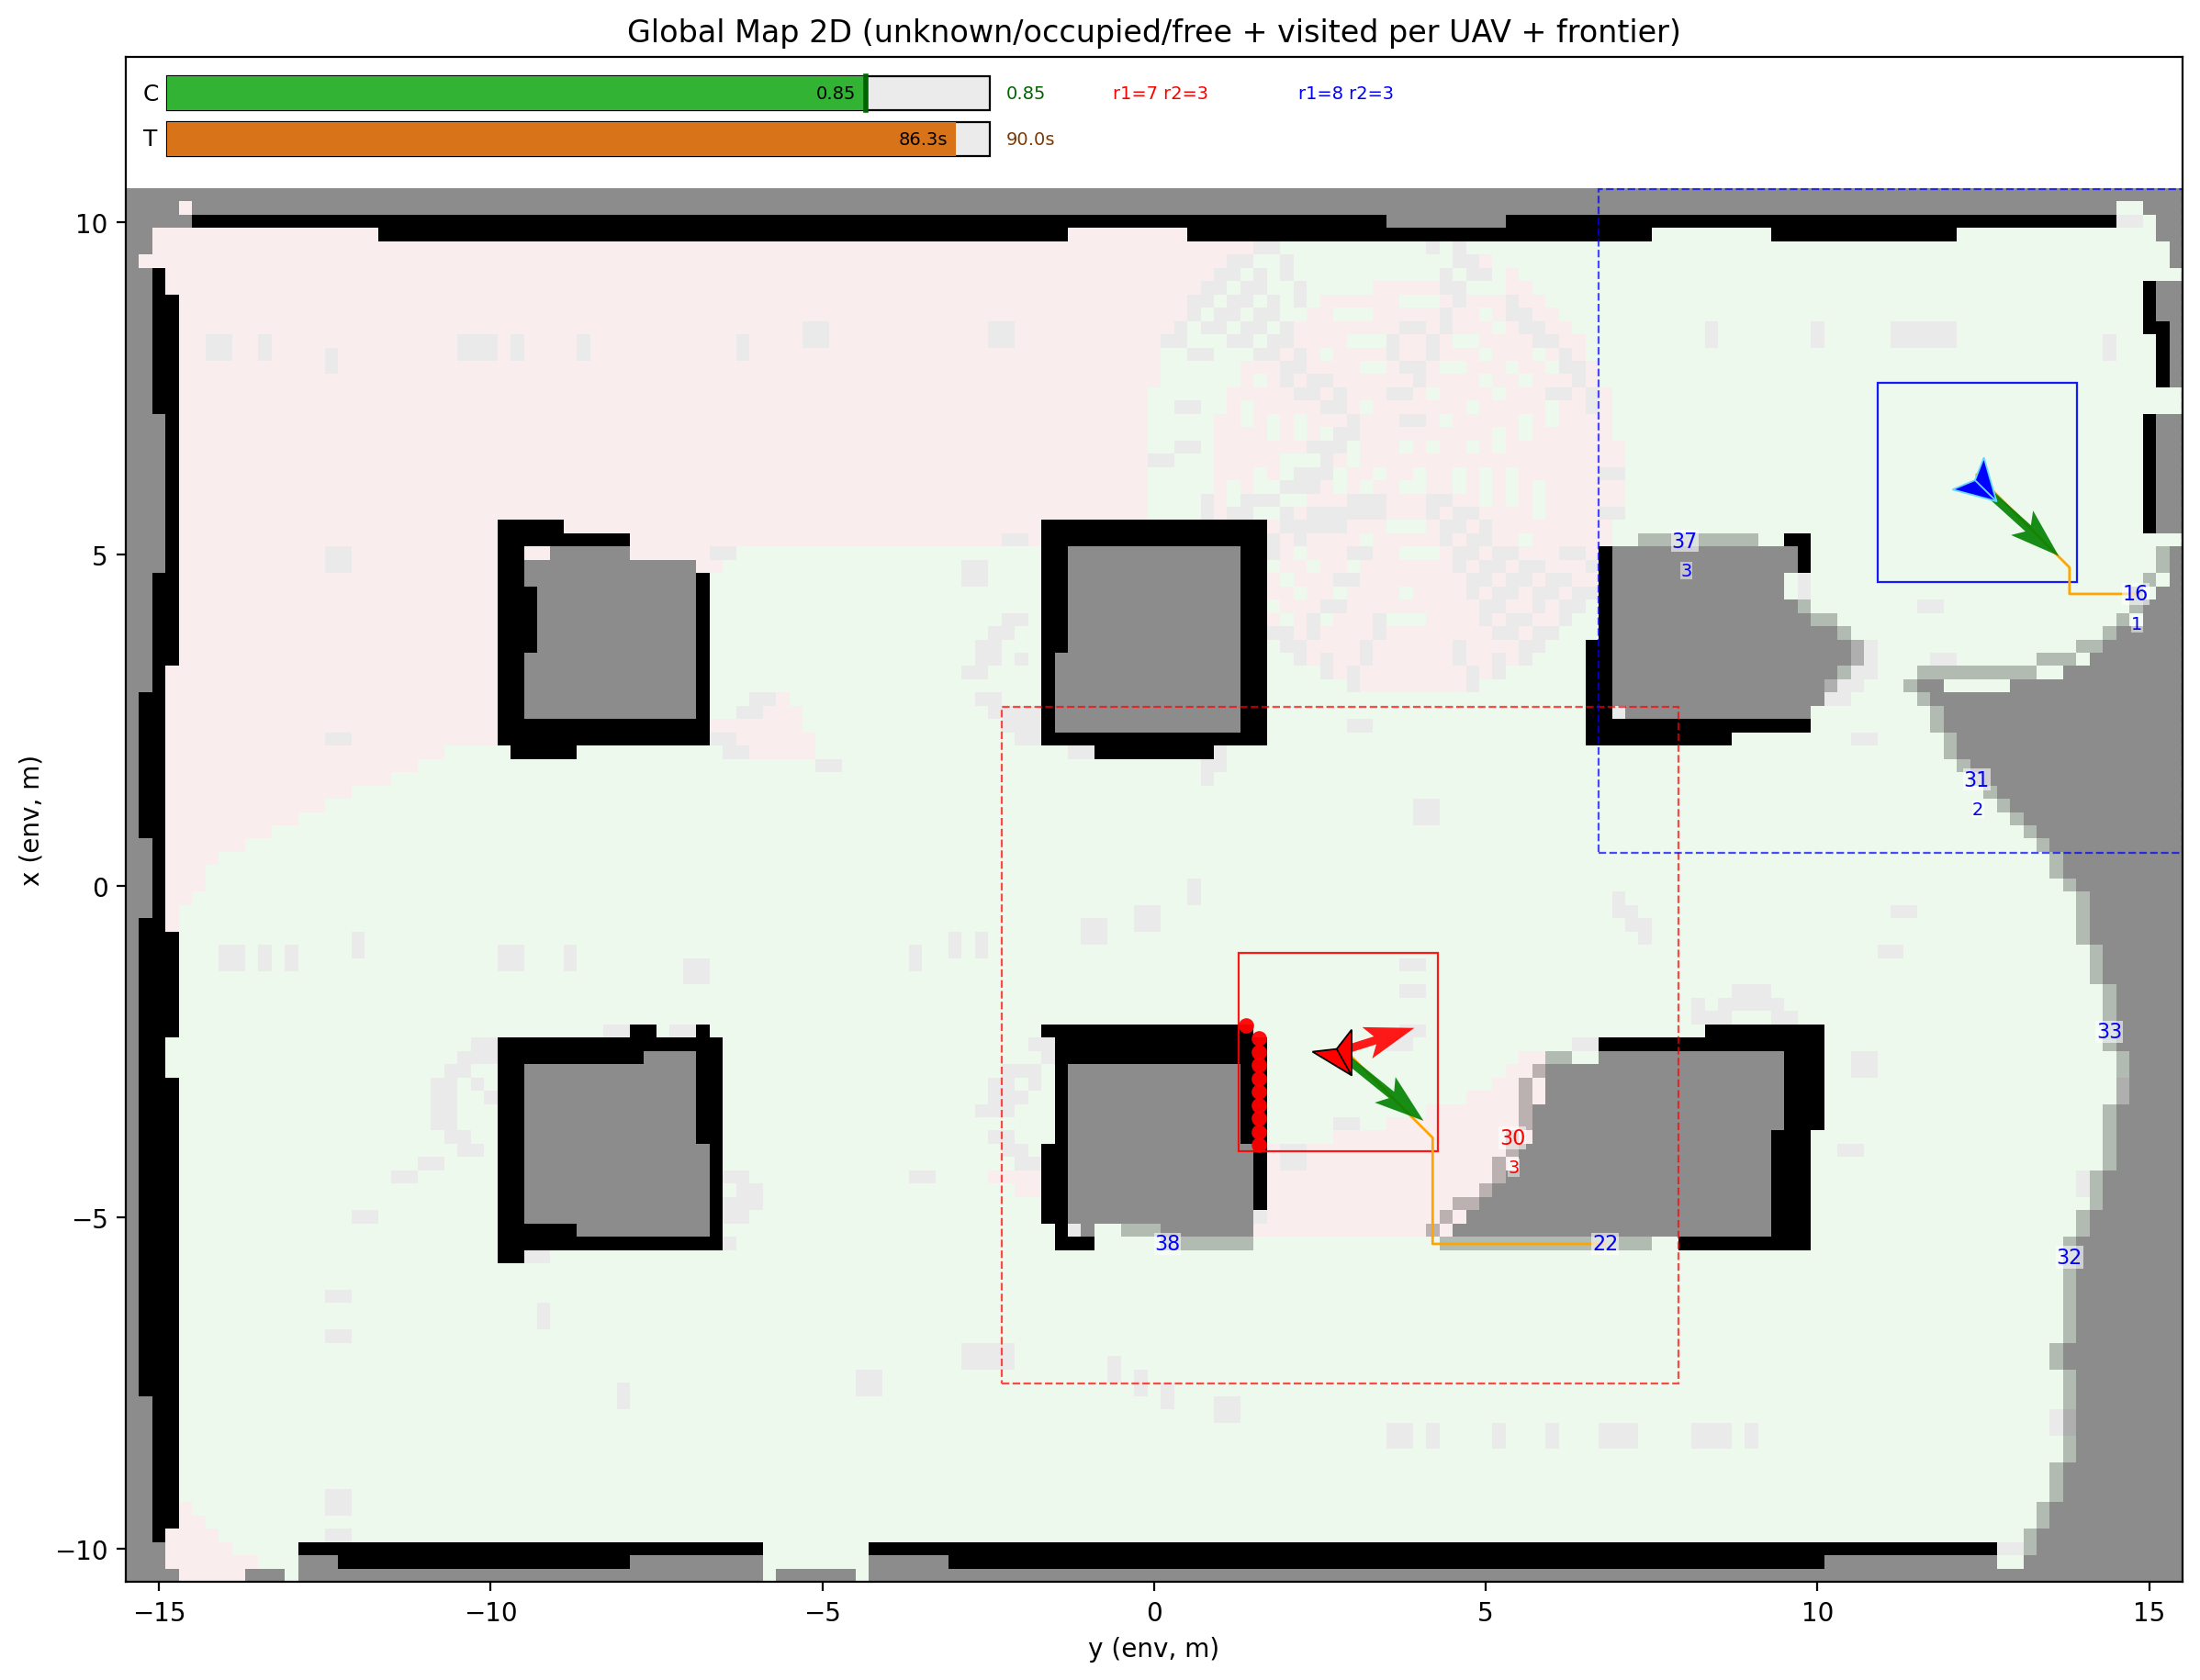 Global Map 2D (unknown/occupied/free + visited per UAV + frontier)
C 0.85 0.85 r1=7 r2=3 r1=8 r2=3
T 86.3s 90.0s
10
5
0
−5
−10
x (env, m)
37
3
16
1
31
2
33
30
3
38
22
32
−15 −10 −5 0 5 10 15
y (env, m)